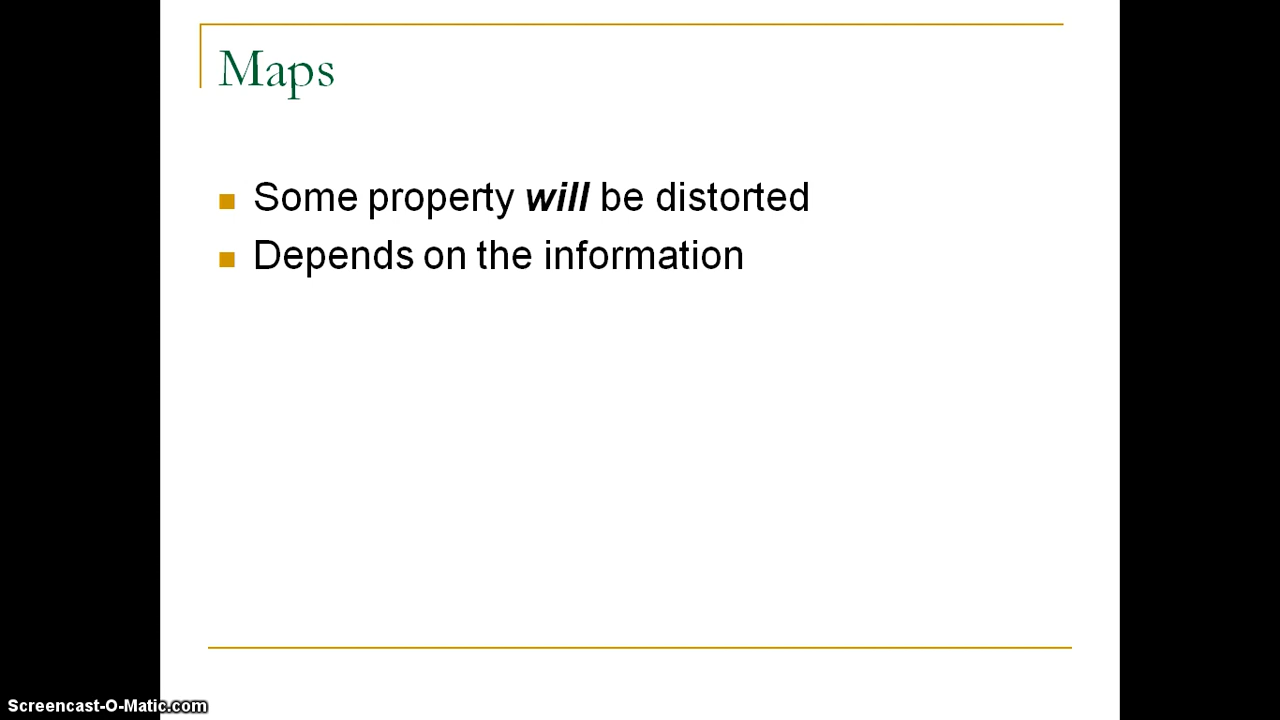 Maps
Some property will be distorted
Depends on the information
Screencast-O-Matic.com